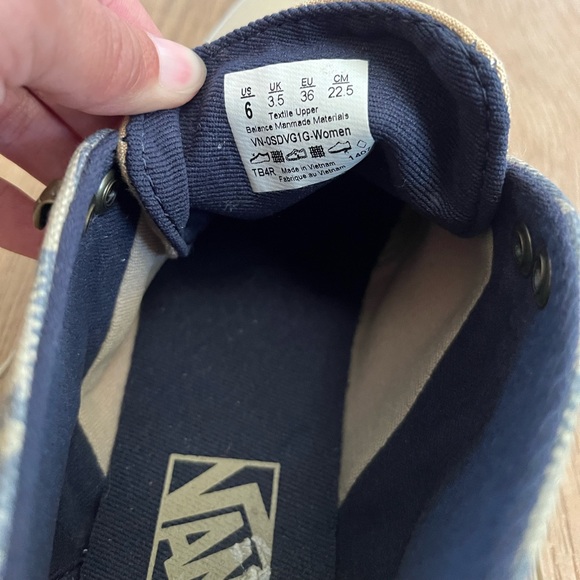 US UK EU CM
6 3.5 36 22.5
Textile Upper
Balance Manmade Materials
VN-0SDVG1G-Women
TB4R Made in Vietnam
Fabrique au Vietnam
VANS